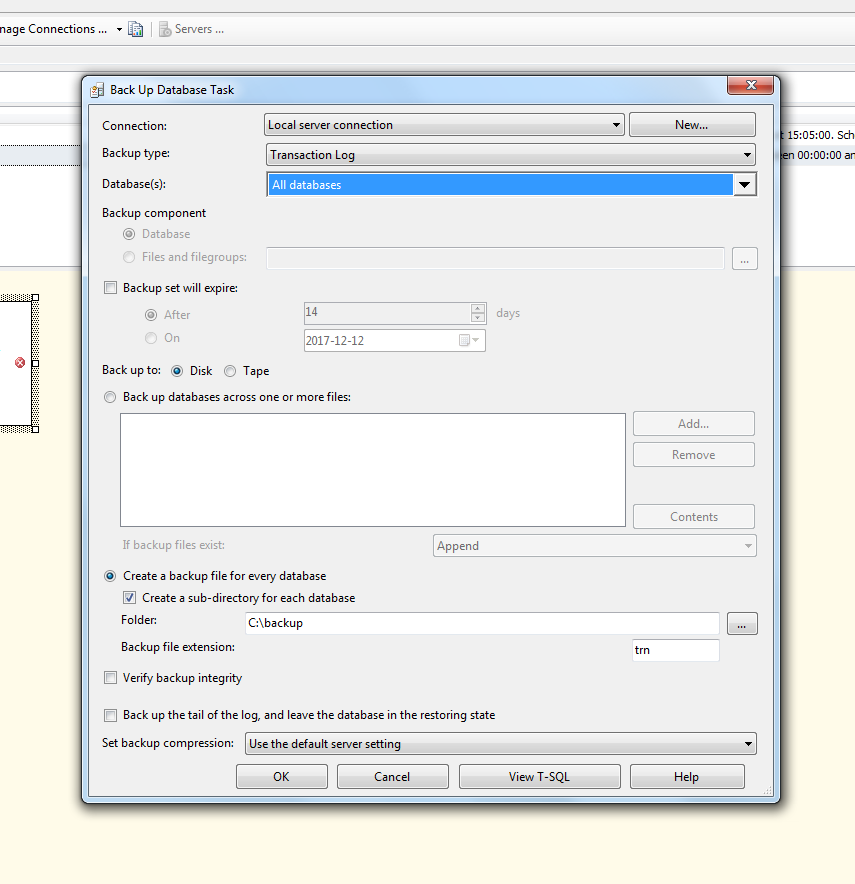 nage Connections ... Servers ...
Back Up Database Task
t 15:05:00. Sch
een 00:00:00 an
Connection: Local server connection New...
Backup type: Transaction Log
Database(s): All databases
Backup component
Database
Files and filegroups: ...
Backup set will expire:
After 14 days
On 2017-12-12
Back up to: Disk Tape
Back up databases across one or more files:
Add...
Remove
Contents
If backup files exist: Append
Create a backup file for every database
Create a sub-directory for each database
Folder: C:\backup ...
Backup file extension: trn
Verify backup integrity
Back up the tail of the log, and leave the database in the restoring state
Set backup compression: Use the default server setting
OK Cancel View T-SQL Help